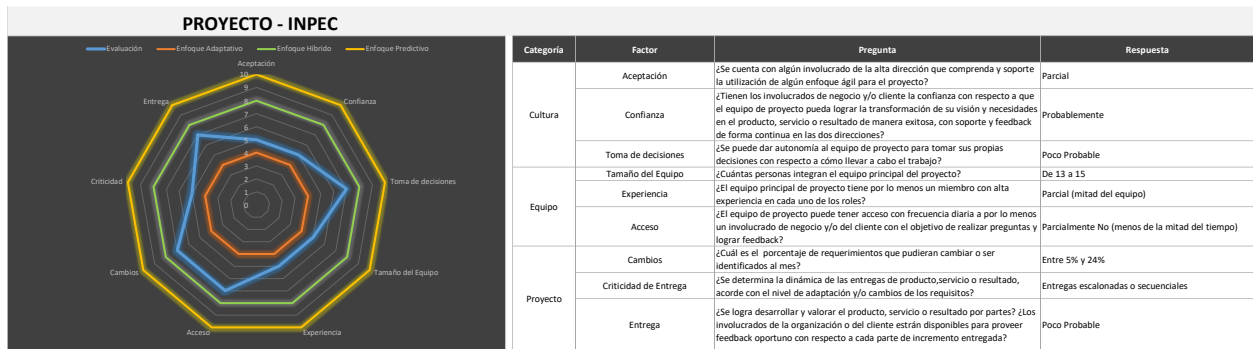 PROYECTO - INPEC
Evaluación
Enfoque Adaptativo
Enfoque Híbrido
Enfoque Predictivo
Aceptación
10
9
8
7
6
5
4
3
2
1
0
Confianza
Toma de decisiones
Tamaño del Equipo
Experiencia
Acceso
Cambios
Criticidad
Entrega
Categoría Factor Pregunta Respuesta
Cultura
Aceptación
¿Se cuenta con algún involucrado de la alta dirección que comprenda y soporte
la utilización de algún enfoque ágil para el proyecto?
Parcial
Confianza
¿Tienen los involucrados de negocio y/o cliente la confianza con respecto a que
el equipo de proyecto pueda lograr la transformación de su visión y necesidades
en el producto, servicio o resultado de manera exitosa, con soporte y feedback
de forma continua en las dos direcciones?
Probablemente
Toma de decisiones
¿Se puede dar autonomía al equipo de proyecto para tomar sus propias
decisiones con respecto a cómo llevar a cabo el trabajo?
Poco Probable
Equipo
Tamaño del Equipo
¿Cuántas personas integran el equipo principal del proyecto?
De 13 a 15
Experiencia
¿El equipo principal de proyecto tiene por lo menos un miembro con alta
experiencia en cada uno de los roles?
Parcial (mitad del equipo)
Acceso
¿El equipo de proyecto puede tener acceso con frecuencia diaria a por lo menos
un involucrado de negocio y/o del cliente con el objetivo de realizar preguntas y
lograr feedback?
Parcialmente No (menos de la mitad del tiempo)
Proyecto
Cambios
¿Cuál es el porcentaje de requerimientos que pudieran cambiar o ser
identificados al mes?
Entre 5% y 24%
Criticidad de Entrega
¿Se determina la dinámica de las entregas de producto,servicio o resultado,
acorde con el nivel de adaptación y/o cambios de los requisitos?
Entregas escalonadas o secuenciales
Entrega
¿Se logra desarrollar y valorar el producto, servicio o resultado por partes? ¿Los
involucrados de la organización o del cliente estarán disponibles para proveer
feedback oportuno con respecto a cada parte de incremento entregada?
Poco Probable